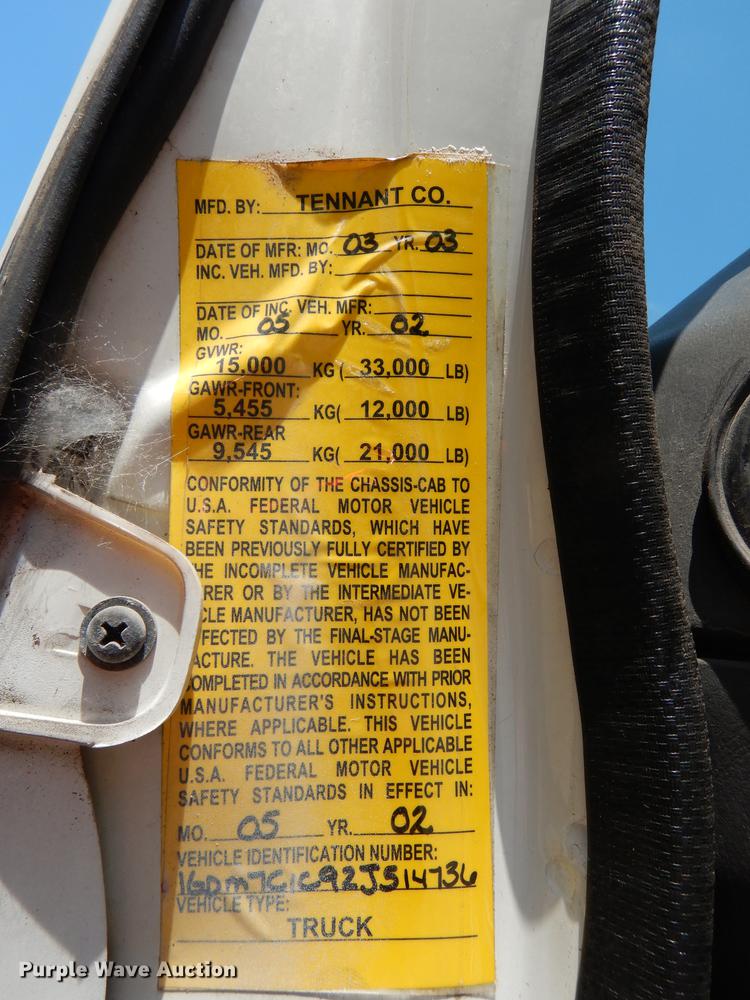 MFD. BY: TENNANT CO.
DATE OF MFR: MO. 03 YR. 03
INC. VEH. MFD. BY:
DATE OF INC. VEH. MFR:
MO. 05 YR. 02
GVWR:
15,000 KG( 33,000 LB)
GAWR-FRONT:
5,455 KG( 12,000 LB)
GAWR-REAR
9,545 KG( 21,000 LB)
CONFORMITY OF THE CHASSIS-CAB TO
U.S.A. FEDERAL MOTOR VEHICLE
SAFETY STANDARDS, WHICH HAVE
BEEN PREVIOUSLY FULLY CERTIFIED BY
THE INCOMPLETE VEHICLE MANUFAC-
RER OR BY THE INTERMEDIATE VE-
CLE MANUFACTURER, HAS NOT BEEN
FECTED BY THE FINAL-STAGE MANU-
ACTURE. THE VEHICLE HAS BEEN
OMPLETED IN ACCORDANCE WITH PRIOR
MANUFACTURER'S INSTRUCTIONS,
WHERE APPLICABLE. THIS VEHICLE
CONFORMS TO ALL OTHER APPLICABLE
U.S.A. FEDERAL MOTOR VEHICLE
SAFETY STANDARDS IN EFFECT IN:
MO. 05 YR. 02
VEHICLE IDENTIFICATION NUMBER:
1GDM7C1C92J514736
VEHICLE TYPE:
TRUCK
Purple Wave Auction